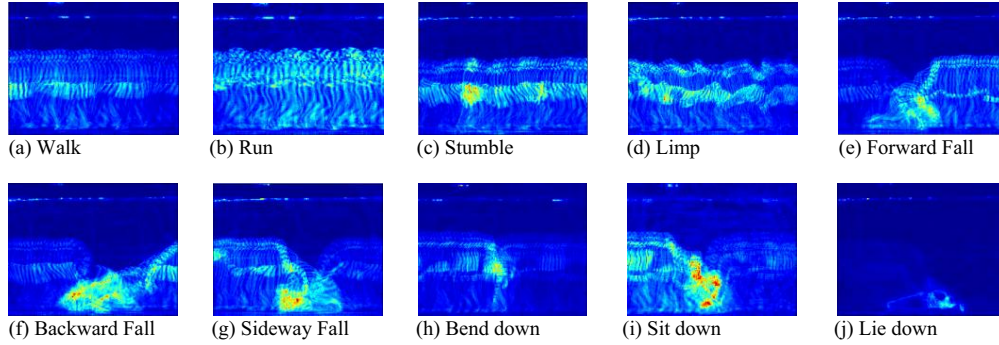 (a) Walk
(b) Run
(c) Stumble
(d) Limp
(e) Forward Fall
(f) Backward Fall
(g) Sideway Fall
(h) Bend down
(i) Sit down
(j) Lie down